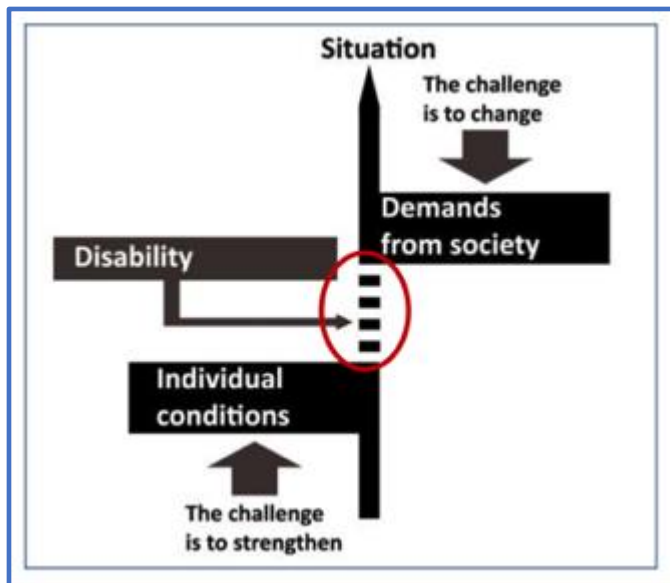 Situation
The challenge
is to change
Demands
from society
Disability
Individual
conditions
The challenge
is to strengthen